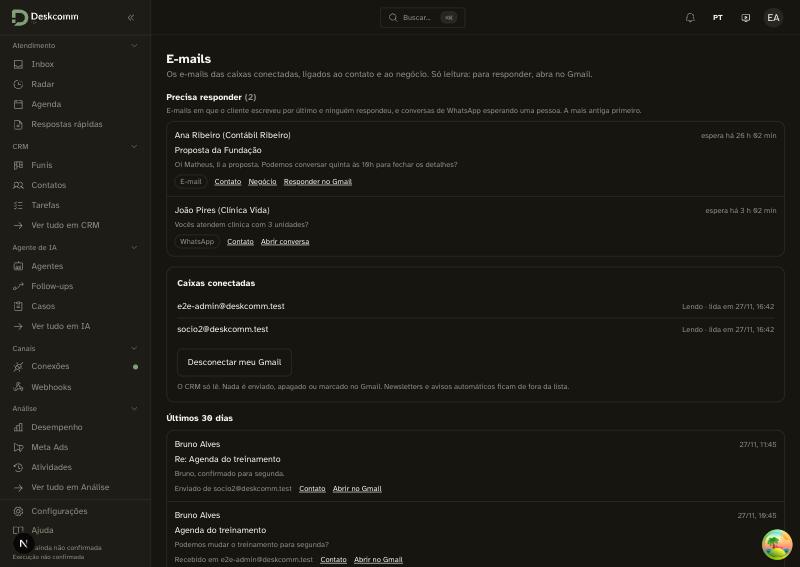 Deskcomm
Buscar...
⌘K
PT
EA
Atendimento
Inbox
Radar
Agenda
Respostas rápidas
CRM
Funis
Contatos
Tarefas
Ver tudo em CRM
Agente de IA
Agentes
Follow-ups
Casos
Ver tudo em IA
Canais
Conexões
Webhooks
Análise
Desempenho
Meta Ads
Atividades
Ver tudo em Análise
Configurações
Ajuda
N
ainda não confirmada
Execução não confirmada
E-mails
Os e-mails das caixas conectadas, ligados ao contato e ao negócio. Só leitura: para responder, abra no Gmail.
Precisa responder (2)
E-mails em que o cliente escreveu por último e ninguém respondeu, e conversas de WhatsApp esperando uma pessoa. A mais antiga primeiro.
Ana Ribeiro (Contábil Ribeiro)
espera há 26 h 02 min
Proposta da Fundação
Oi Matheus, li a proposta. Podemos conversar quinta às 10h para fechar os detalhes?
E-mail Contato Negócio Responder no Gmail
João Pires (Clínica Vida)
espera há 3 h 02 min
Vocês atendem clínica com 3 unidades?
WhatsApp Contato Abrir conversa
Caixas conectadas
e2e-admin@deskcomm.test
Lendo · lida em 27/11, 16:42
socio2@deskcomm.test
Lendo · lida em 27/11, 16:42
Desconectar meu Gmail
O CRM só lê. Nada é enviado, apagado ou marcado no Gmail. Newsletters e avisos automáticos ficam de fora da lista.
Últimos 30 dias
Bruno Alves
27/11, 11:45
Re: Agenda do treinamento
Bruno, confirmado para segunda.
Enviado de socio2@deskcomm.test Contato Abrir no Gmail
Bruno Alves
27/11, 10:45
Agenda do treinamento
Podemos mudar o treinamento para segunda?
Recebido em e2e-admin@deskcomm.test Contato Abrir no Gmail